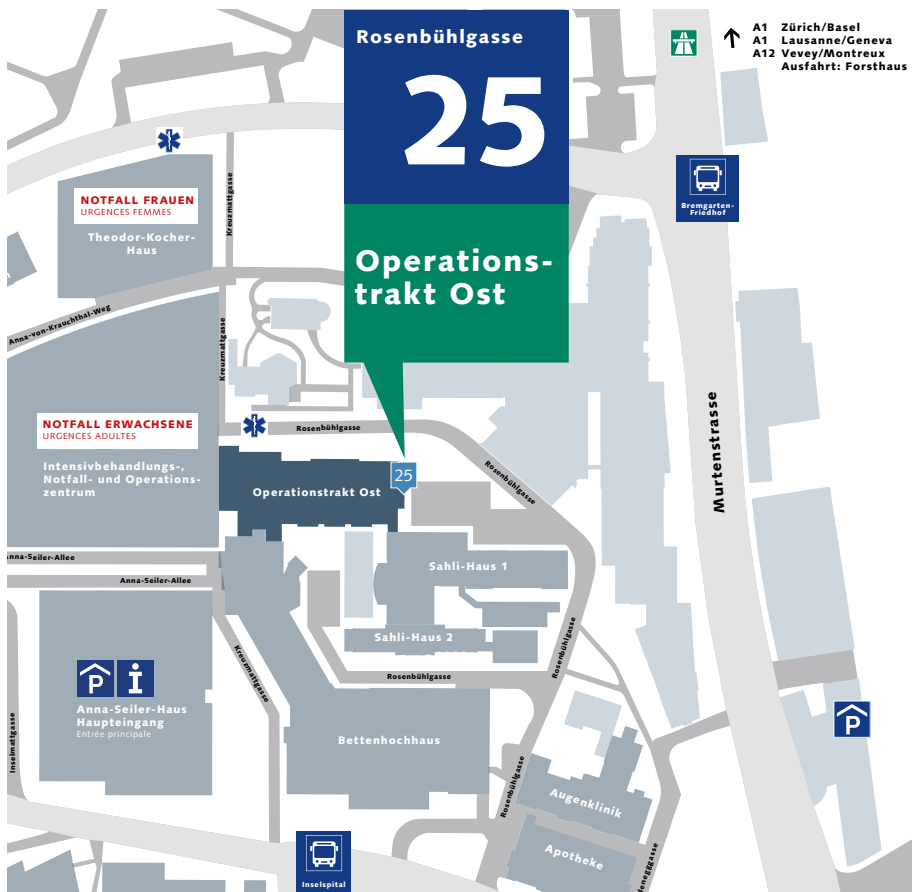 Rosenbühlgasse
25
Operations-
trakt Ost
A1 Zürich/Basel
A1 Lausanne/Geneva
A12 Vevey/Montreux
Ausfahrt: Forsthaus
Bremgarten-
Friedhof
NOTFALL FRAUEN
URGENCES FEMMES
Theodor-Kocher-
Haus
Kreuzmattgasse
Anna-von-Krauchthal-Weg
Kreuzmattgasse
NOTFALL ERWACHSENE
URGENCES ADULTES
Intensivbehandlungs-,
Notfall- und Operations-
zentrum
Rosenbühlgasse
Rosenbühlgasse
Operationstrakt Ost
25
Murtenstrasse
Anna-Seiler-Allee
Anna-Seiler-Allee
Sahli-Haus 1
Sahli-Haus 2
Rosenbühlgasse
Rosenbühlgasse
Kreuzmattgasse
P
i
Anna-Seiler-Haus
Haupteingang
Entrée principale
Inselmattgasse
Bettenhochhaus
P
Rosenbühlgasse
Augenklinik
Apotheke
Inselspital